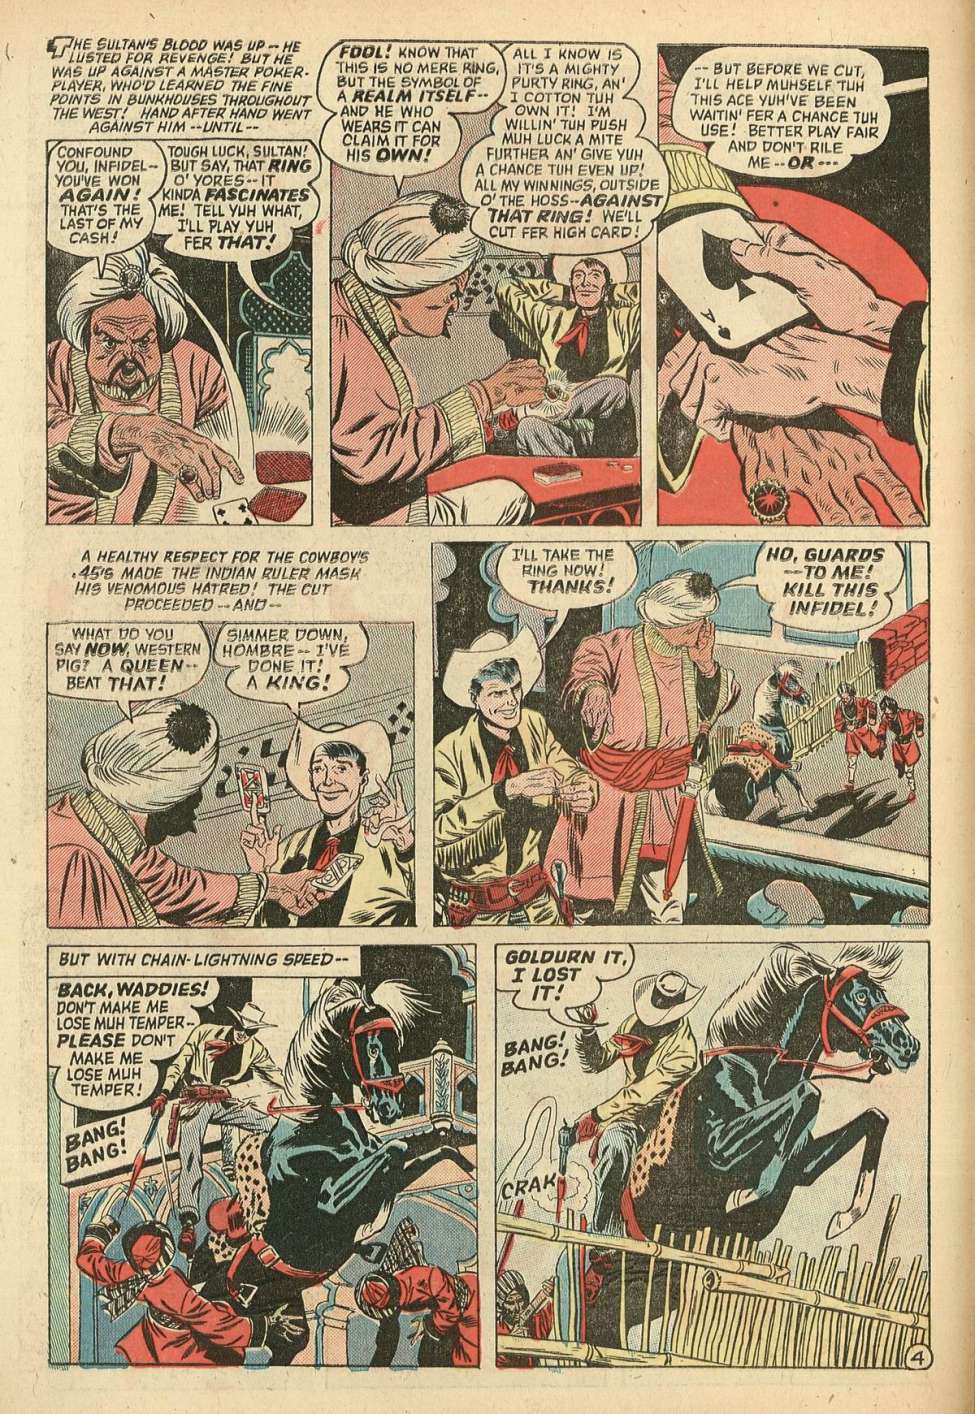 THE SULTAN'S BLOOD WAS UP -- HE
LUSTED FOR REVENGE! BUT HE
WAS UP AGAINST A MASTER POKER-
PLAYER, WHO'D LEARNED THE FINE
POINTS IN BUNKHOUSES THROUGHOUT
THE WEST! HAND AFTER HAND WENT
AGAINST HIM --UNTIL--
CONFOUND
YOU, INFIDEL--
YOU'VE WON
AGAIN!
THAT'S THE
LAST OF MY
CASH!
TOUGH LUCK, SULTAN!
BUT SAY, THAT RING
O' YORES -- IT
KINDA FASCINATES
ME! TELL YUH WHAT,
I'LL PLAY YUH
FER THAT!
FOOL! KNOW THAT
THIS IS NO MERE RING,
BUT THE SYMBOL OF
A REALM ITSELF--
AND HE WHO
WEARS IT CAN
CLAIM IT FOR
HIS OWN!
ALL I KNOW IS
IT'S A MIGHTY
PURTY RING, AN'
I COTTON TUH
OWN IT! I'M
WILLIN' TUH PUSH
MUH LUCK A MITE
FURTHER AN' GIVE YUH
A CHANCE TUH EVEN UP!
ALL MY WINNINGS, OUTSIDE
O' THE HOSS--AGAINST
THAT RING! WE'LL
CUT FER HIGH CARD!
-- BUT BEFORE WE CUT,
I'LL HELP MUHSELF TUH
THIS ACE YUH'VE BEEN
WAITIN' FER A CHANCE TUH
USE! BETTER PLAY FAIR
AND DON'T RILE
ME -- OR ---
A
A HEALTHY RESPECT FOR THE COWBOY'S
.45'S MADE THE INDIAN RULER MASK
HIS VENOMOUS HATRED! THE CUT
PROCEEDED -- AND --
WHAT DO YOU
SAY NOW, WESTERN
PIG? A QUEEN --
BEAT THAT!
SIMMER DOWN,
HOMBRE -- I'VE
DONE IT!
A KING!
I'LL TAKE THE
RING NOW!
THANKS!
HO, GUARDS
-- TO ME!
KILL THIS
INFIDEL!
BUT WITH CHAIN-LIGHTNING SPEED --
BACK, WADDIES!
DON'T MAKE ME
LOSE MUH TEMPER--
PLEASE DON'T
MAKE ME
LOSE MUH
TEMPER!
BANG!
BANG!
GOLDURN IT,
I LOST
IT!
BANG!
BANG!
CRAK
4